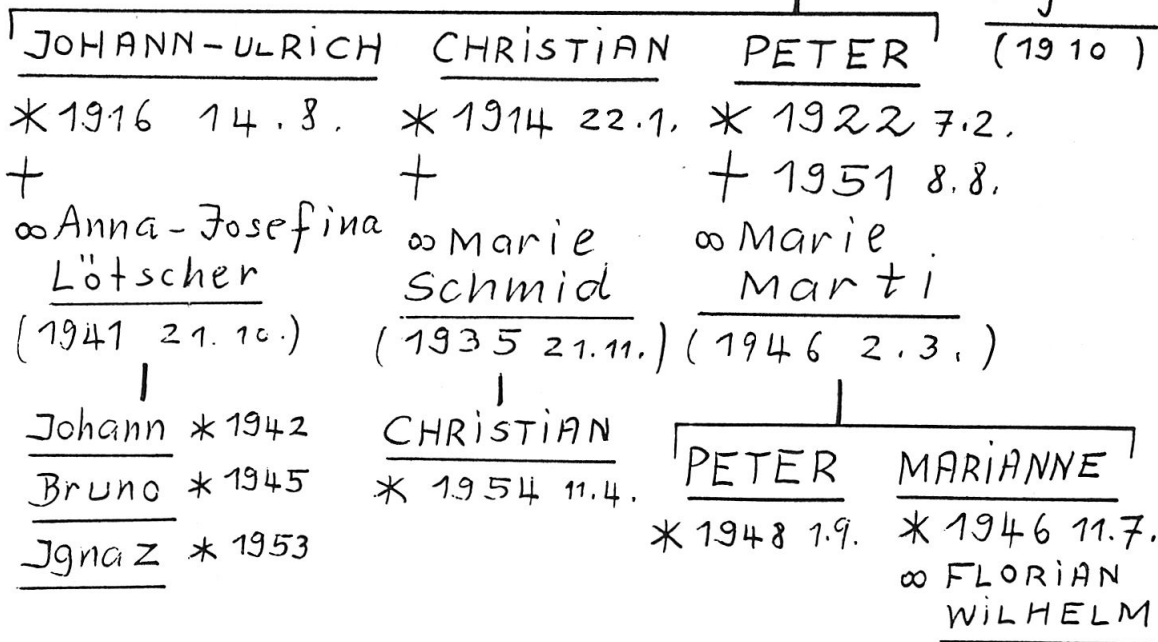 JOHANN-ULRiCH
*1916 14.8.
+
∞ Anna-Josefina
Lötscher
(1941 21.10.)
Johann *1942
Bruno *1945
Ignaz *1953
CHRiSTiAN
*1914 22.1.
+
∞ Marie
Schmid
(1935 21.11.)
CHRiSTiAN
*1954 11.4.
PETER
*1922 7.2.
+ 1951 8.8.
∞ Marie
Marti
(1946 2.3.)
PETER
*1948 1.9.
MARiANNE
*1946 11.7.
∞ FLORiAN
WiLHELM
(1910)